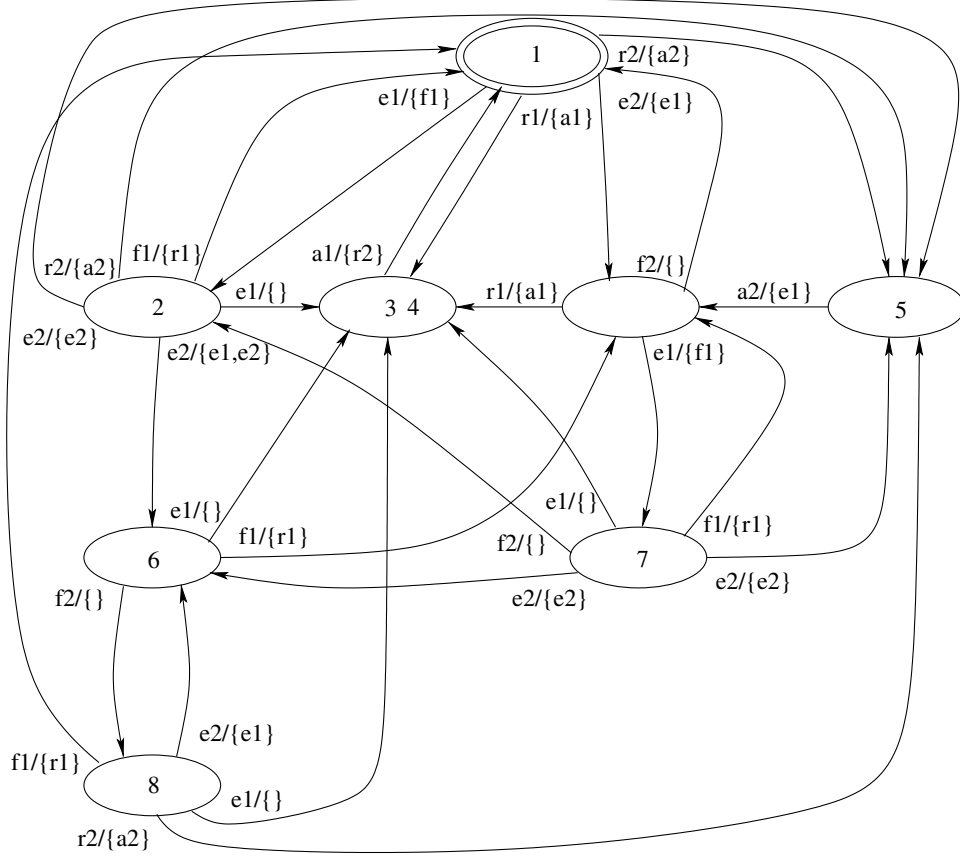 1
r2/{a2}
e1/{f1}
e2/{e1}
r1/{a1}
f1/{r1}
a1/{r2}
r2/{a2}
f2/{}
e1/{}
r1/{a1}
a2/{e1}
2
3 4
5
e2/{e2}
e2/{e1,e2}
e1/{f1}
e1/{}
e1/{}
f1/{r1}
f1/{r1}
f2/{}
6
7
e2/{e2}
f2/{}
e2/{e2}
e2/{e1}
f1/{r1}
8
e1/{}
r2/{a2}